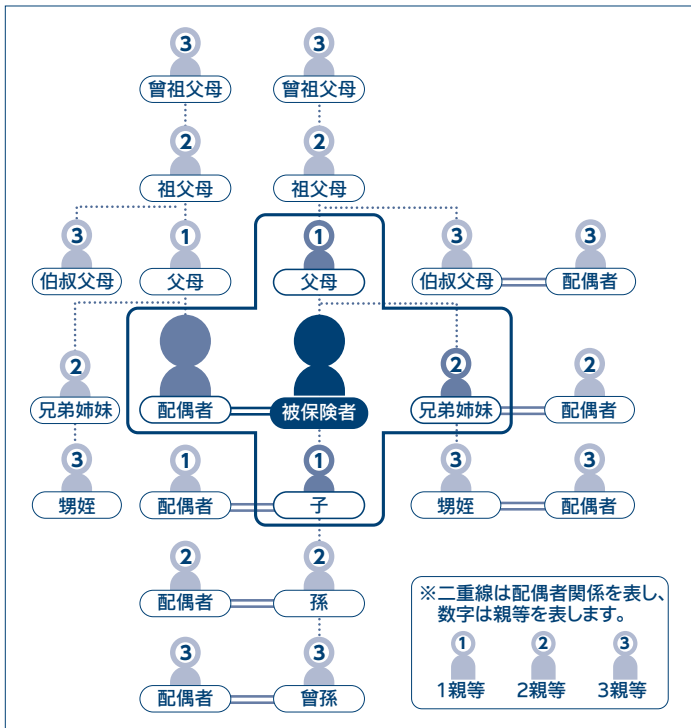 3 3
曾祖父母 曾祖父母
2 2
祖父母 祖父母
3 1 1 3 3
伯叔父母 父母 父母 伯叔父母 配偶者
2 2 2
兄弟姉妹 配偶者 被保険者 兄弟姉妹 配偶者
3 1 1 3 3
甥姪 配偶者 子 甥姪 配偶者
2 2
配偶者 孫
3 3
配偶者 曾孫
※二重線は配偶者関係を表し、
数字は親等を表します。
1 2 3
1親等 2親等 3親等